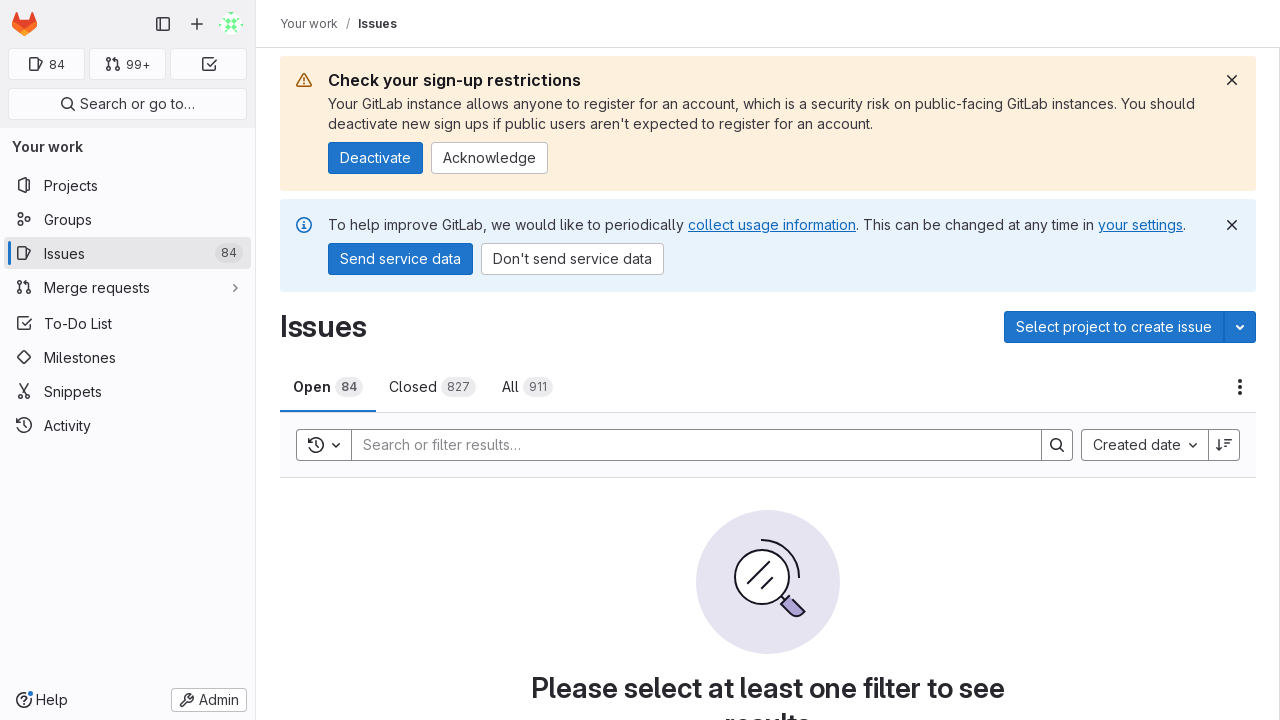 Your work / Issues
84
99+
Search or go to…
Your work
Projects
Groups
Issues 84
Merge requests
To-Do List
Milestones
Snippets
Activity
Help
Admin
Check your sign-up restrictions
Your GitLab instance allows anyone to register for an account, which is a security risk on public-facing GitLab instances. You should
deactivate new sign ups if public users aren't expected to register for an account.
Deactivate
Acknowledge
To help improve GitLab, we would like to periodically collect usage information. This can be changed at any time in your settings.
Send service data
Don't send service data
Issues
Select project to create issue
Open 84
Closed 827
All 911
Search or filter results…
Created date
Please select at least one filter to see
results